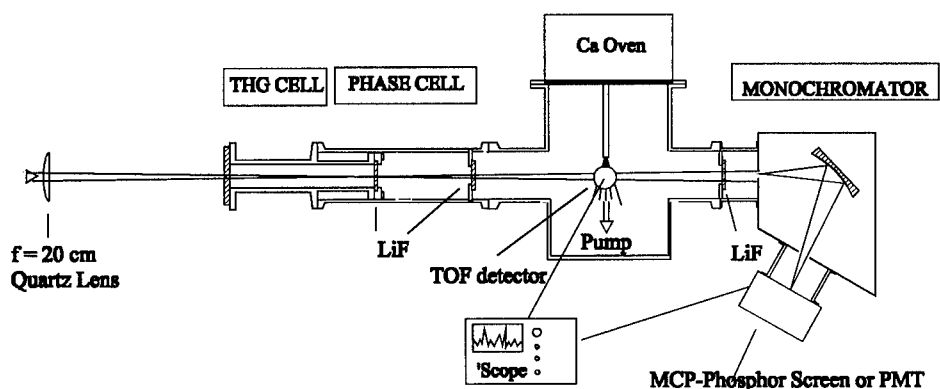 Ca Oven
THG CELL
PHASE CELL
MONOCHROMATOR
f = 20 cm
Quartz Lens
LiF
TOF detector
Pump
LiF
'Scope
MCP-Phosphor Screen or PMT